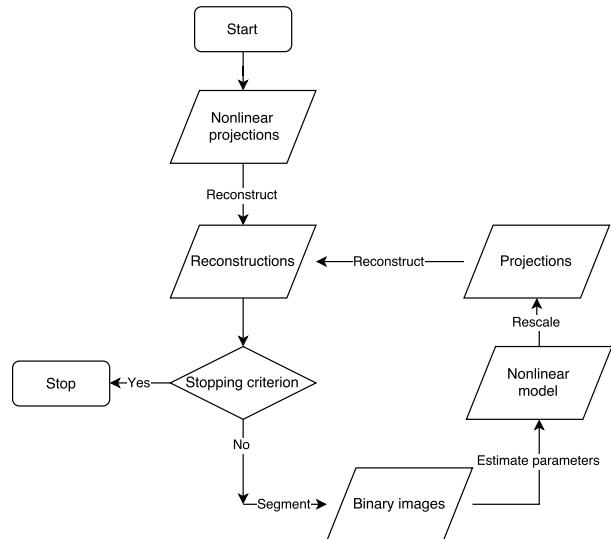 Start
Nonlinear
projections
Reconstruct
Reconstructions
Reconstruct
Projections
Rescale
Nonlinear
model
Stop
Yes
Stopping criterion
No
Estimate parameters
Segment
Binary images